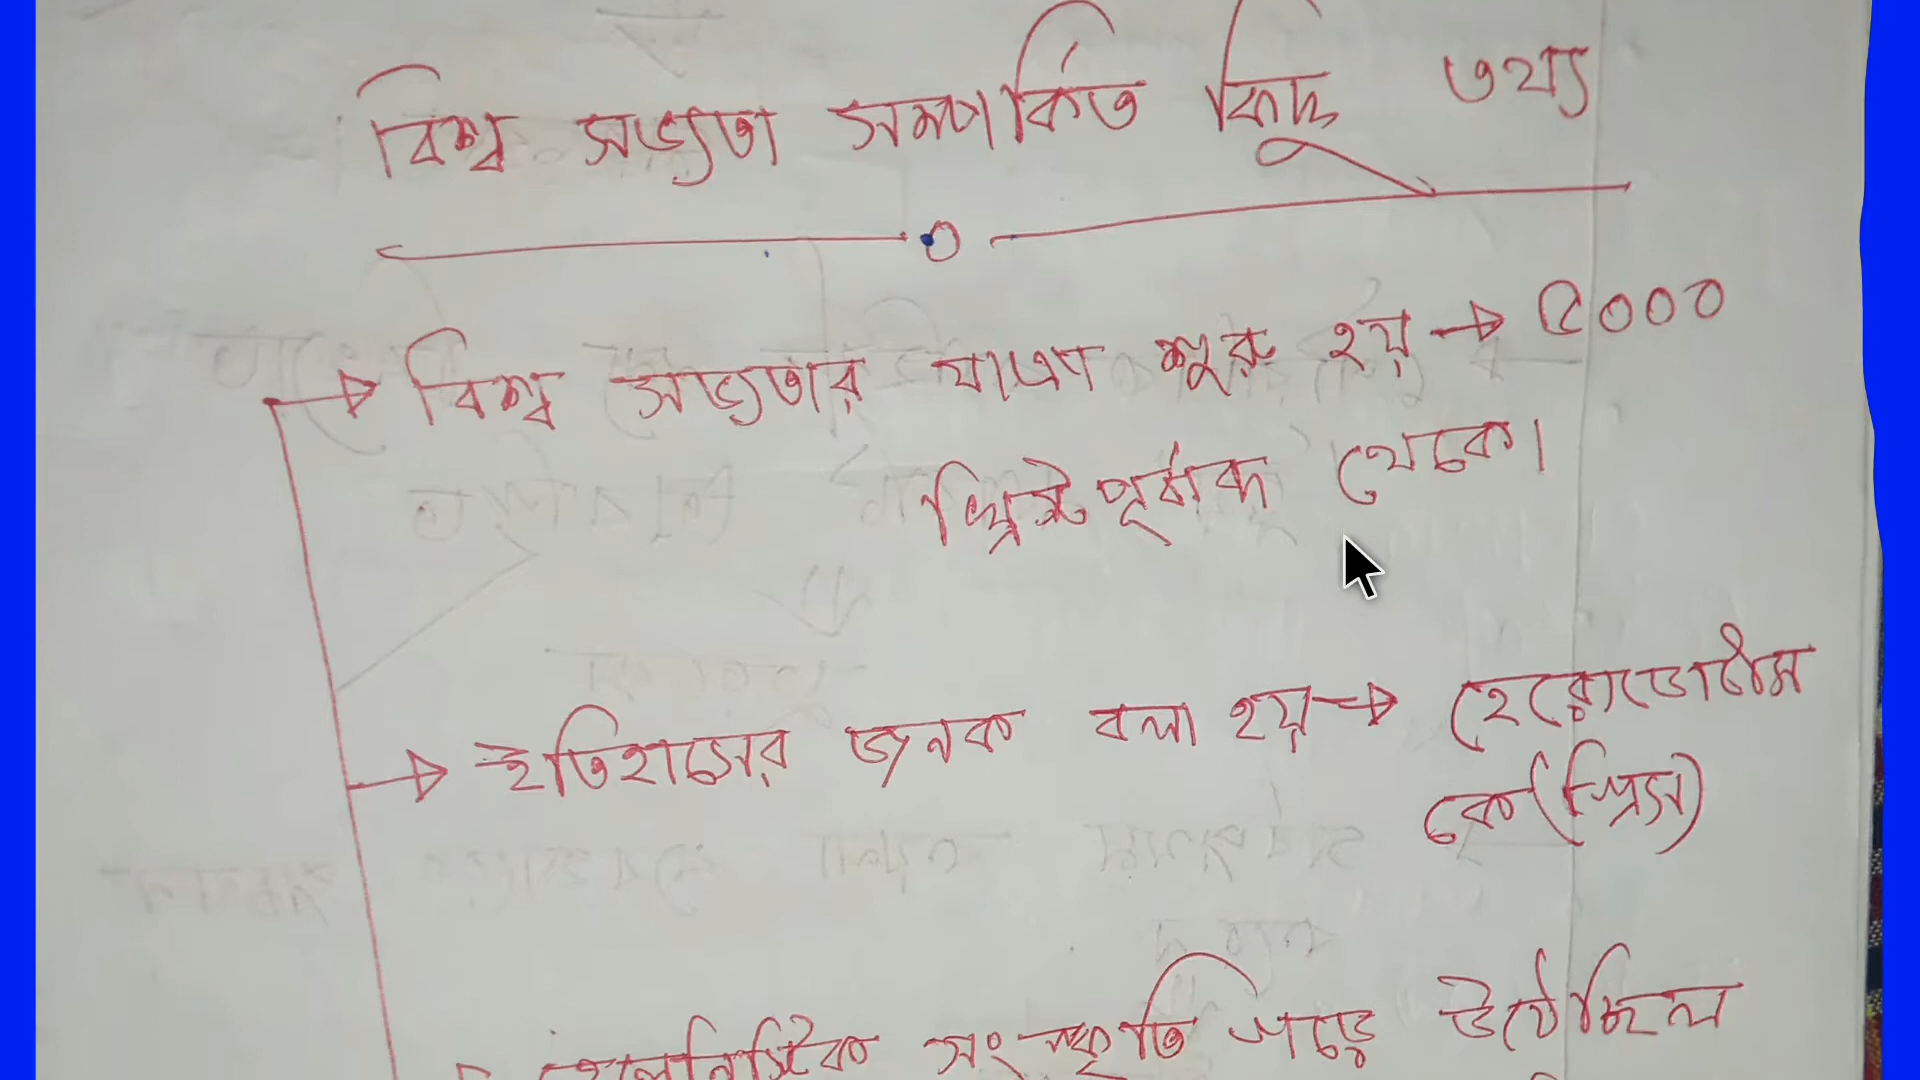 বিশ্ব সভ্যতা সম্পর্কিত কিছু তথ্য
বিশ্ব সভ্যতার যাত্রা শুরু হয় → ৫০০০
খ্রিষ্টপূর্বাব্দ থেকে।
ইতিহাসের জনক বলা হয় → হেরোডোটাস
কে (গ্রিস)
হেলেনিস্টিক সংস্কৃতি গড়ে উঠেছিল